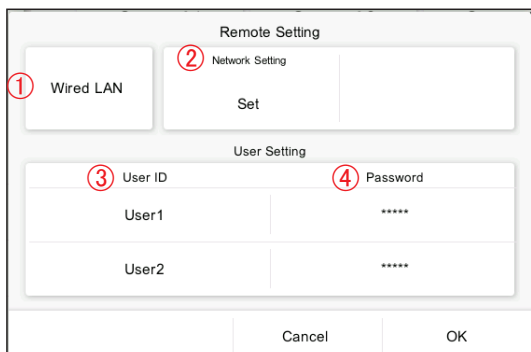 Remote Setting
① Wired LAN
② Network Setting
Set
User Setting
③ User ID ④ Password
User1 *****
User2 *****
Cancel OK